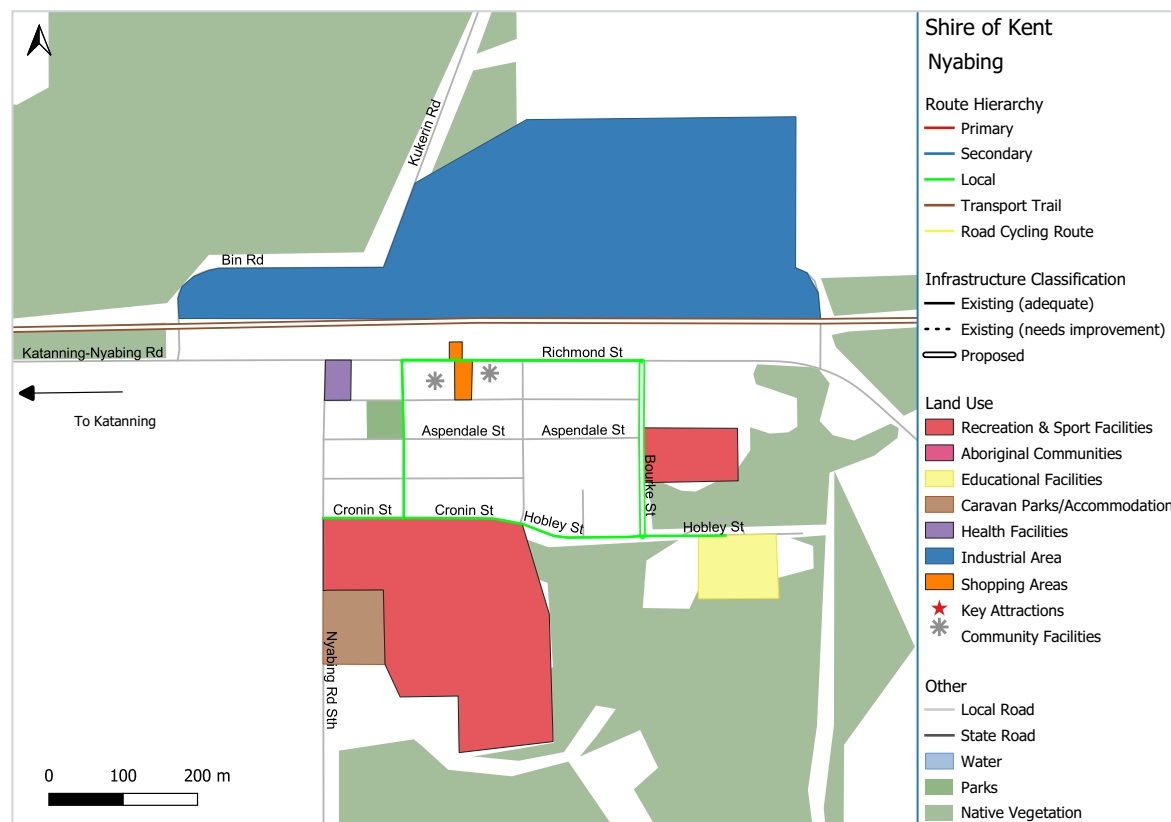 Shire of Kent
Nyabing
Route Hierarchy
Primary
Secondary
Local
Transport Trail
Road Cycling Route
Infrastructure Classification
Existing (adequate)
Existing (needs improvement)
Proposed
Land Use
Recreation & Sport Facilities
Aboriginal Communities
Educational Facilities
Caravan Parks/Accommodation
Health Facilities
Industrial Area
Shopping Areas
Key Attractions
Community Facilities
Other
Local Road
State Road
Water
Parks
Native Vegetation
Kukerin Rd
Bin Rd
Katanning-Nyabing Rd
Richmond St
To Katanning
Aspendale St
Aspendale St
Bourke St
Cronin St
Cronin St
Hobley St
Hobley St
Nyabing Rd Sth
0 100 200 m